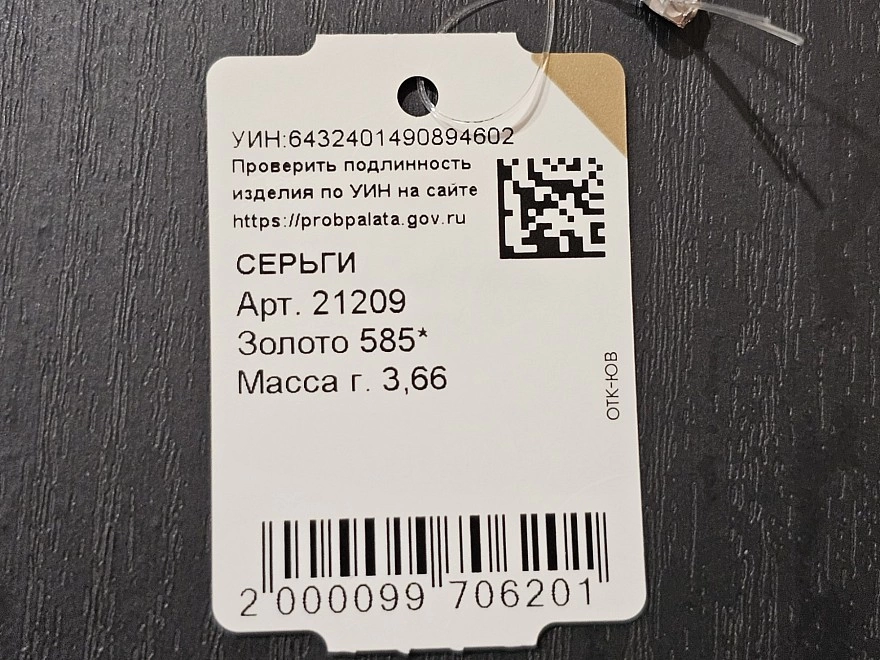 УИН:6432401490894602
Проверить подлинность
изделия по УИН на сайте
https://probpalata.gov.ru
СЕРЬГИ
Арт. 21209
Золото 585*
Масса г. 3,66
ОТК-ЮВ
2 000099 706201